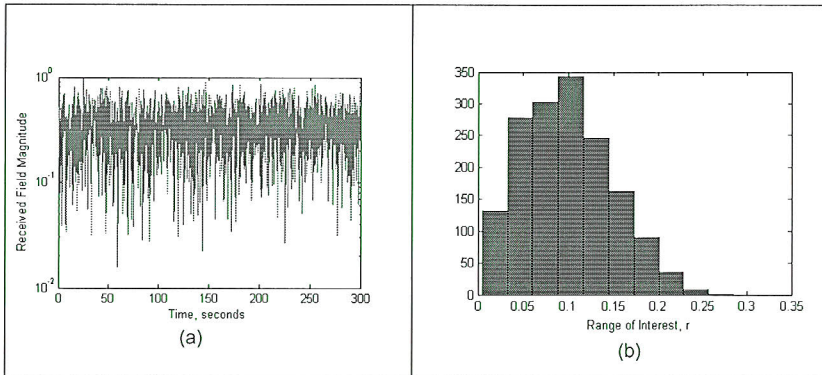 Received Field Magnitude
10^0
10^-1
10^-2
0 50 100 150 200 250 300
Time, seconds
(a)
350
300
250
200
150
100
50
0
0 0.05 0.1 0.15 0.2 0.25 0.3 0.35
Range of Interest, r
(b)